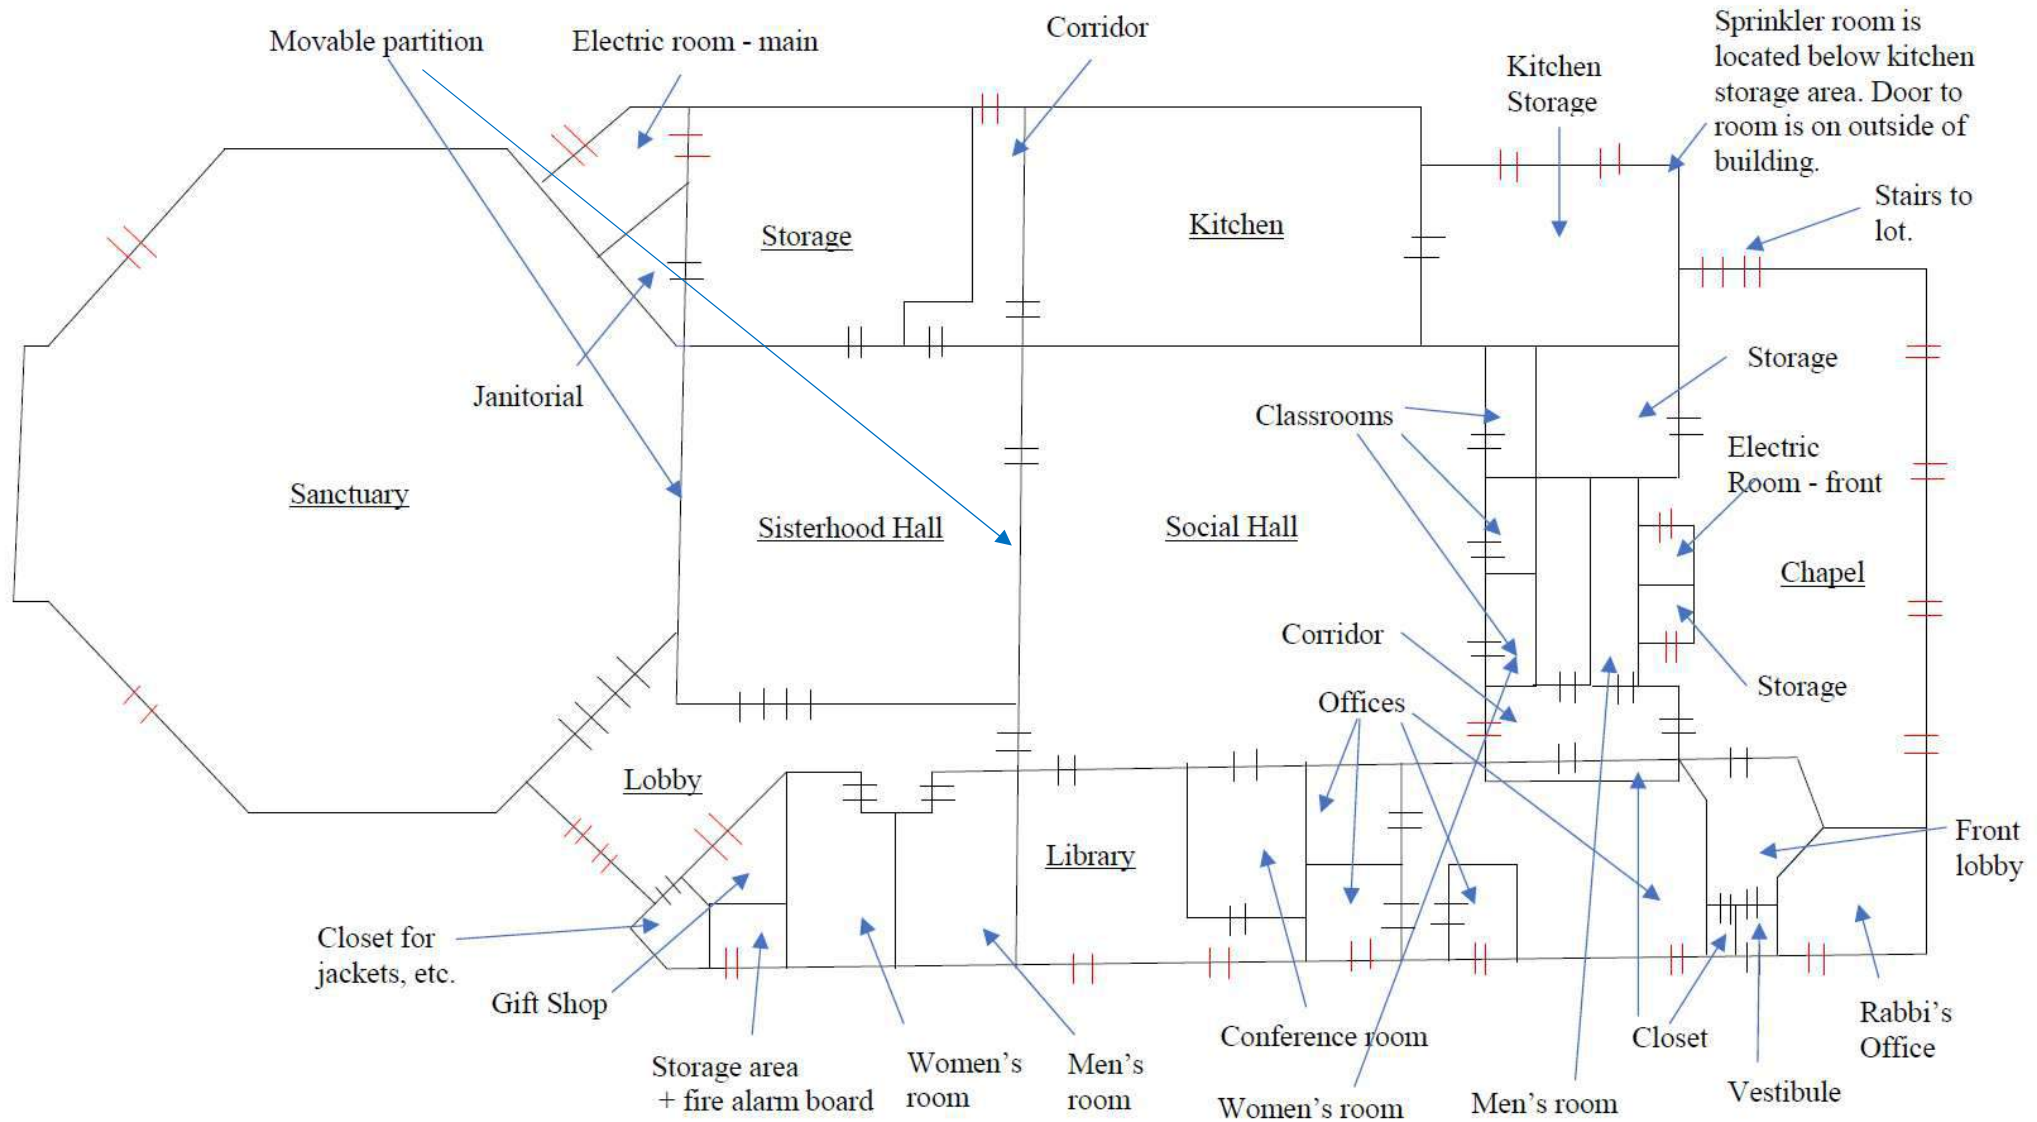 Movable partition
Electric room - main
Corridor
Kitchen
Storage
Sprinkler room is
located below kitchen
storage area. Door to
room is on outside of
building.
Stairs to
lot.
Storage
Kitchen
Janitorial
Storage
Classrooms
Electric
Room - front
Sanctuary
Sisterhood Hall
Social Hall
Chapel
Corridor
Storage
Offices
Lobby
Library
Front
lobby
Closet for
jackets, etc.
Gift Shop
Storage area
+ fire alarm board
Women’s
room
Men’s
room
Conference room
Women’s room
Men’s room
Closet
Vestibule
Rabbi’s
Office